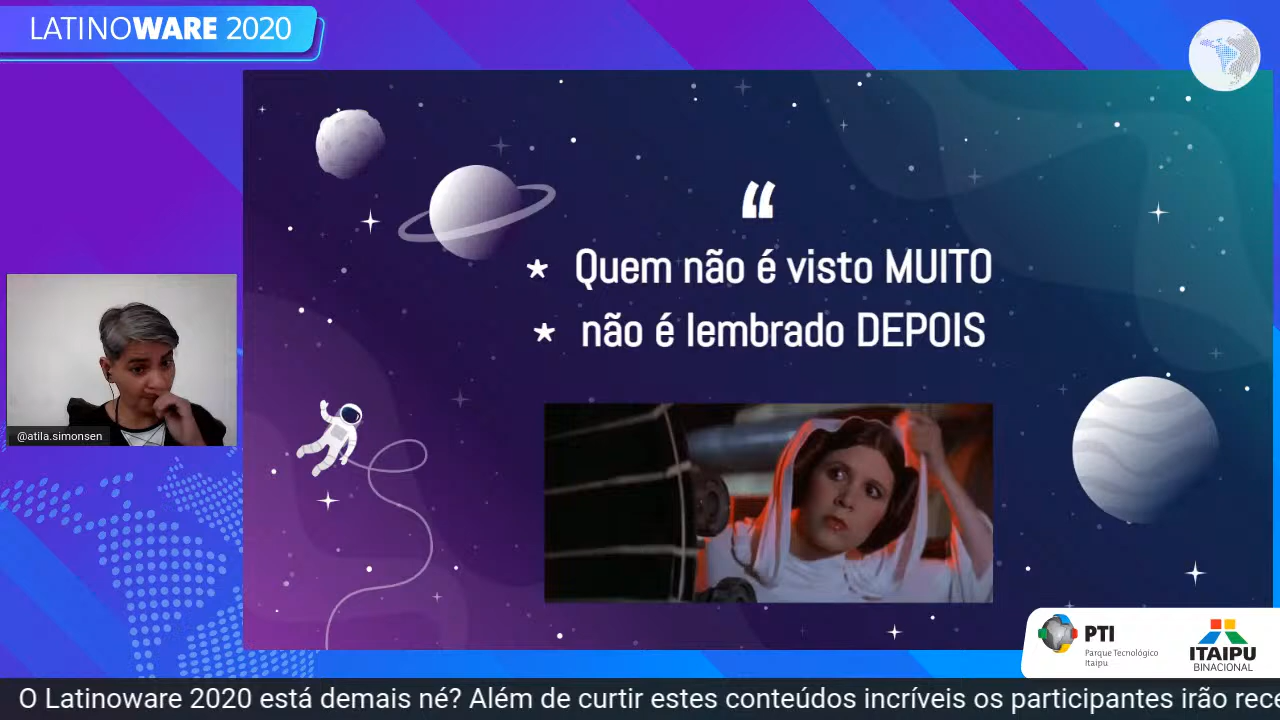 LATINOWARE 2020
“
* Quem não é visto MUITO
* não é lembrado DEPOIS
@atila.simonsen
PTI
Parque Tecnológico
Itaipu
ITAIPU
BINACIONAL
O Latinoware 2020 está demais né? Além de curtir estes conteúdos incríveis os participantes irão rece